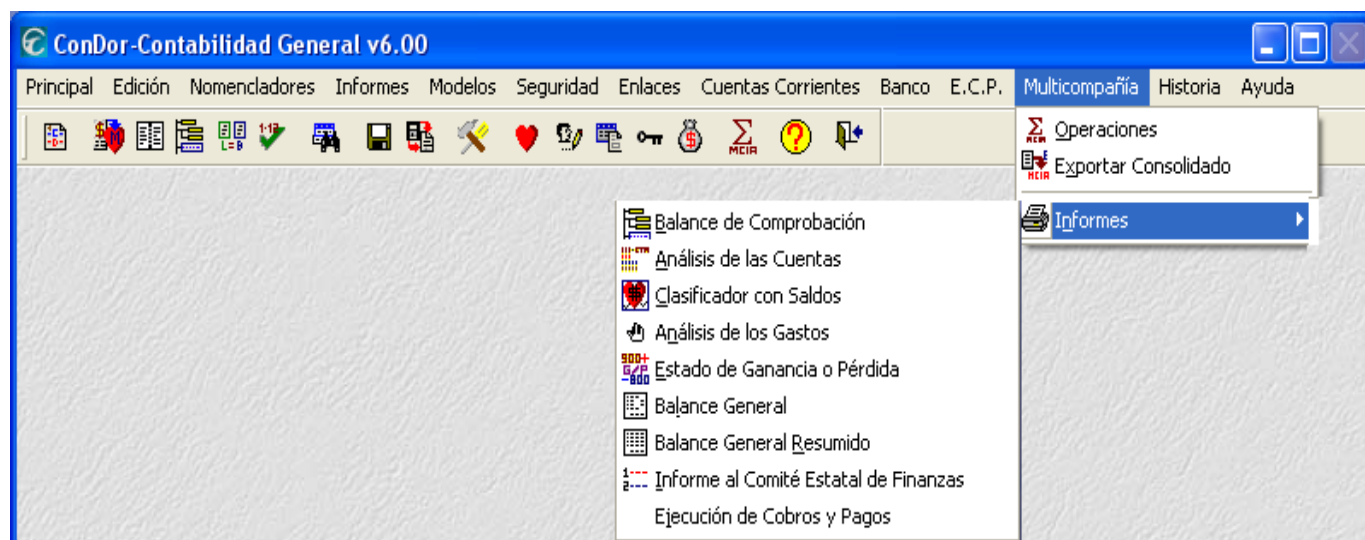 ConDor-Contabilidad General v6.00
Principal Edición Nomencladores Informes Modelos Seguridad Enlaces Cuentas Corrientes Banco E.C.P. Multicompañía Historia Ayuda
MCIA
Operaciones
Exportar Consolidado
Informes
Balance de Comprobación
Análisis de las Cuentas
Clasificador con Saldos
Análisis de los Gastos
Estado de Ganancia o Pérdida
Balance General
Balance General Resumido
Informe al Comité Estatal de Finanzas
Ejecución de Cobros y Pagos